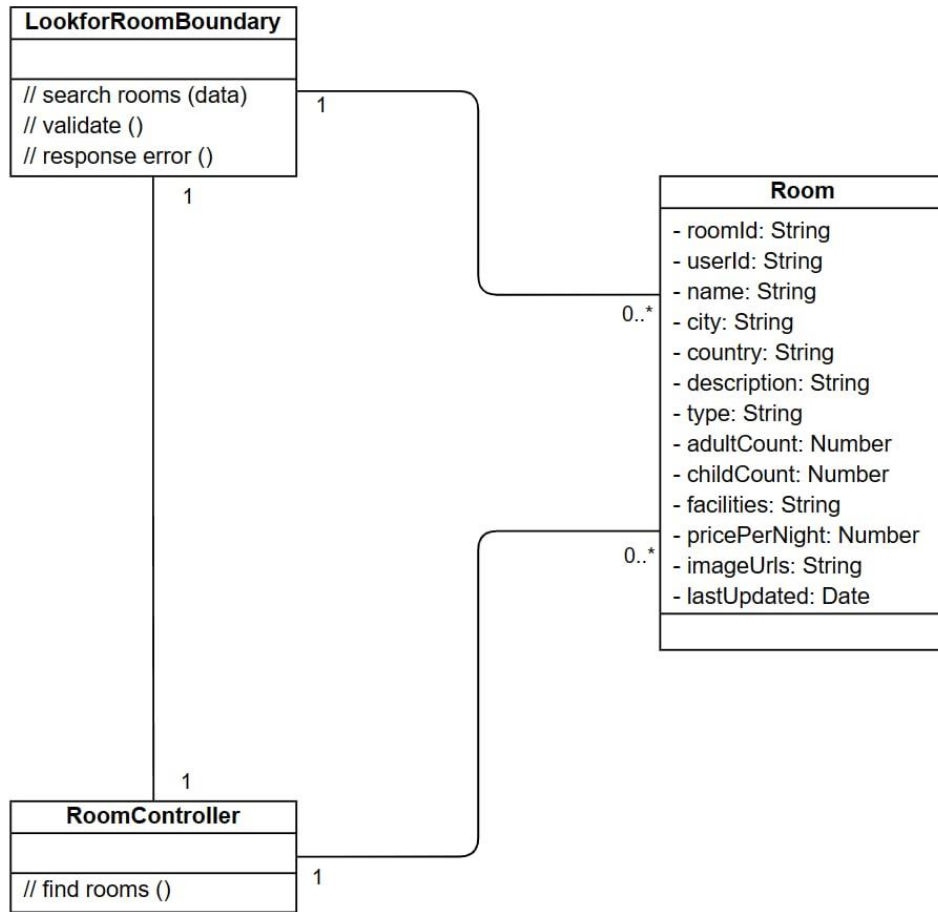 LookforRoomBoundary
// search rooms (data)
// validate ()
// response error ()
1
1
Room
- roomId: String
- userId: String
- name: String
- city: String
- country: String
- description: String
- type: String
- adultCount: Number
- childCount: Number
- facilities: String
- pricePerNight: Number
- imageUrls: String
- lastUpdated: Date
0..*
0..*
1
RoomController
// find rooms ()
1